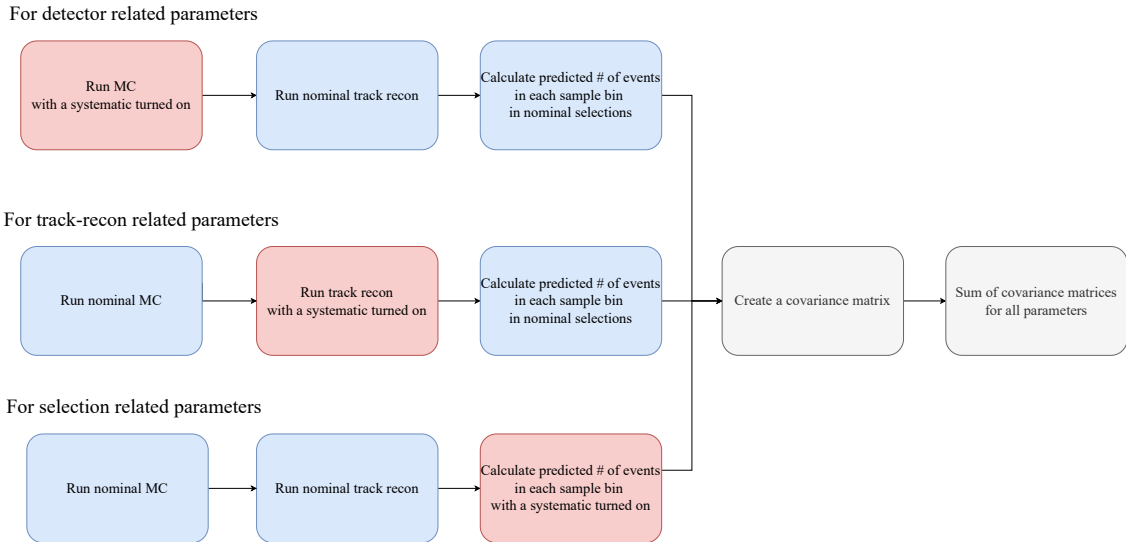 For detector related parameters
Run MC
with a systematic turned on
Run nominal track recon
Calculate predicted # of events
in each sample bin
in nominal selections
For track-recon related parameters
Run nominal MC
Run track recon
with a systematic turned on
Calculate predicted # of events
in each sample bin
in nominal selections
Create a covariance matrix
Sum of covariance matrices
for all parameters
For selection related parameters
Run nominal MC
Run nominal track recon
Calculate predicted # of events
in each sample bin
with a systematic turned on